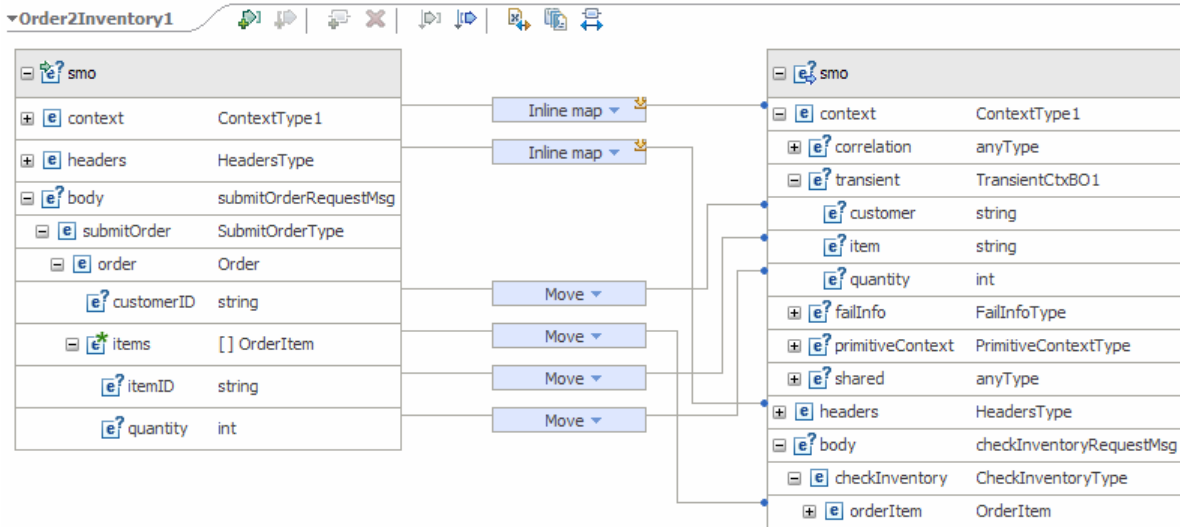 Order2Inventory1
smo
context ContextType1
headers HeadersType
body submitOrderRequestMsg
submitOrder SubmitOrderType
order Order
customerID string
items [ ] OrderItem
itemID string
quantity int
Inline map
Inline map
Move
Move
Move
Move
smo
context ContextType1
correlation anyType
transient TransientCtxBO1
customer string
item string
quantity int
failInfo FailInfoType
primitiveContext PrimitiveContextType
shared anyType
headers HeadersType
body checkInventoryRequestMsg
checkInventory CheckInventoryType
orderItem OrderItem